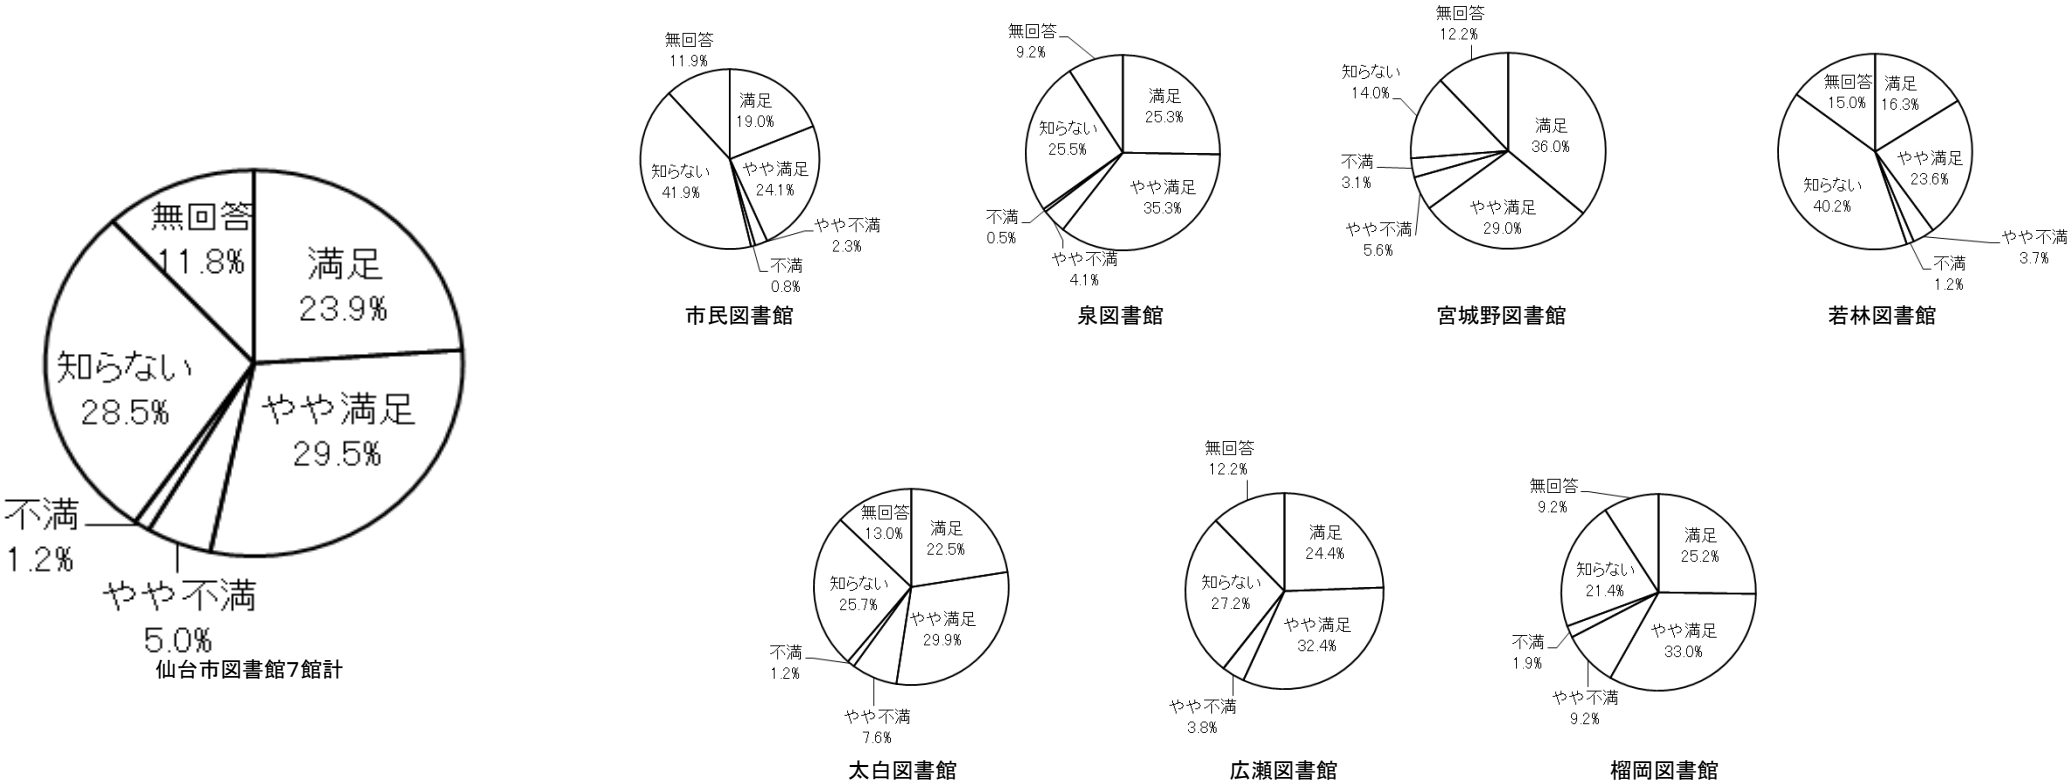 無回答
11.8%
満足
23.9%
知らない
28.5%
やや満足
29.5%
不満
1.2%
やや不満
5.0%
仙台市図書館7館計
無回答
11.9%
満足
19.0%
知らない
41.9%
やや満足
24.1%
やや不満
2.3%
不満
0.8%
市民図書館
無回答
9.2%
満足
25.3%
知らない
25.5%
やや満足
35.3%
不満
0.5%
やや不満
4.1%
泉図書館
無回答
12.2%
知らない
14.0%
満足
36.0%
不満
3.1%
やや満足
29.0%
やや不満
5.6%
宮城野図書館
無回答
15.0%
満足
16.3%
やや満足
23.6%
知らない
40.2%
やや不満
3.7%
不満
1.2%
若林図書館
無回答
13.0%
満足
22.5%
知らない
25.7%
やや満足
29.9%
不満
1.2%
やや不満
7.6%
太白図書館
無回答
12.2%
満足
24.4%
知らない
27.2%
やや満足
32.4%
やや不満
3.8%
広瀬図書館
無回答
9.2%
満足
25.2%
知らない
21.4%
やや満足
33.0%
不満
1.9%
やや不満
9.2%
榴岡図書館